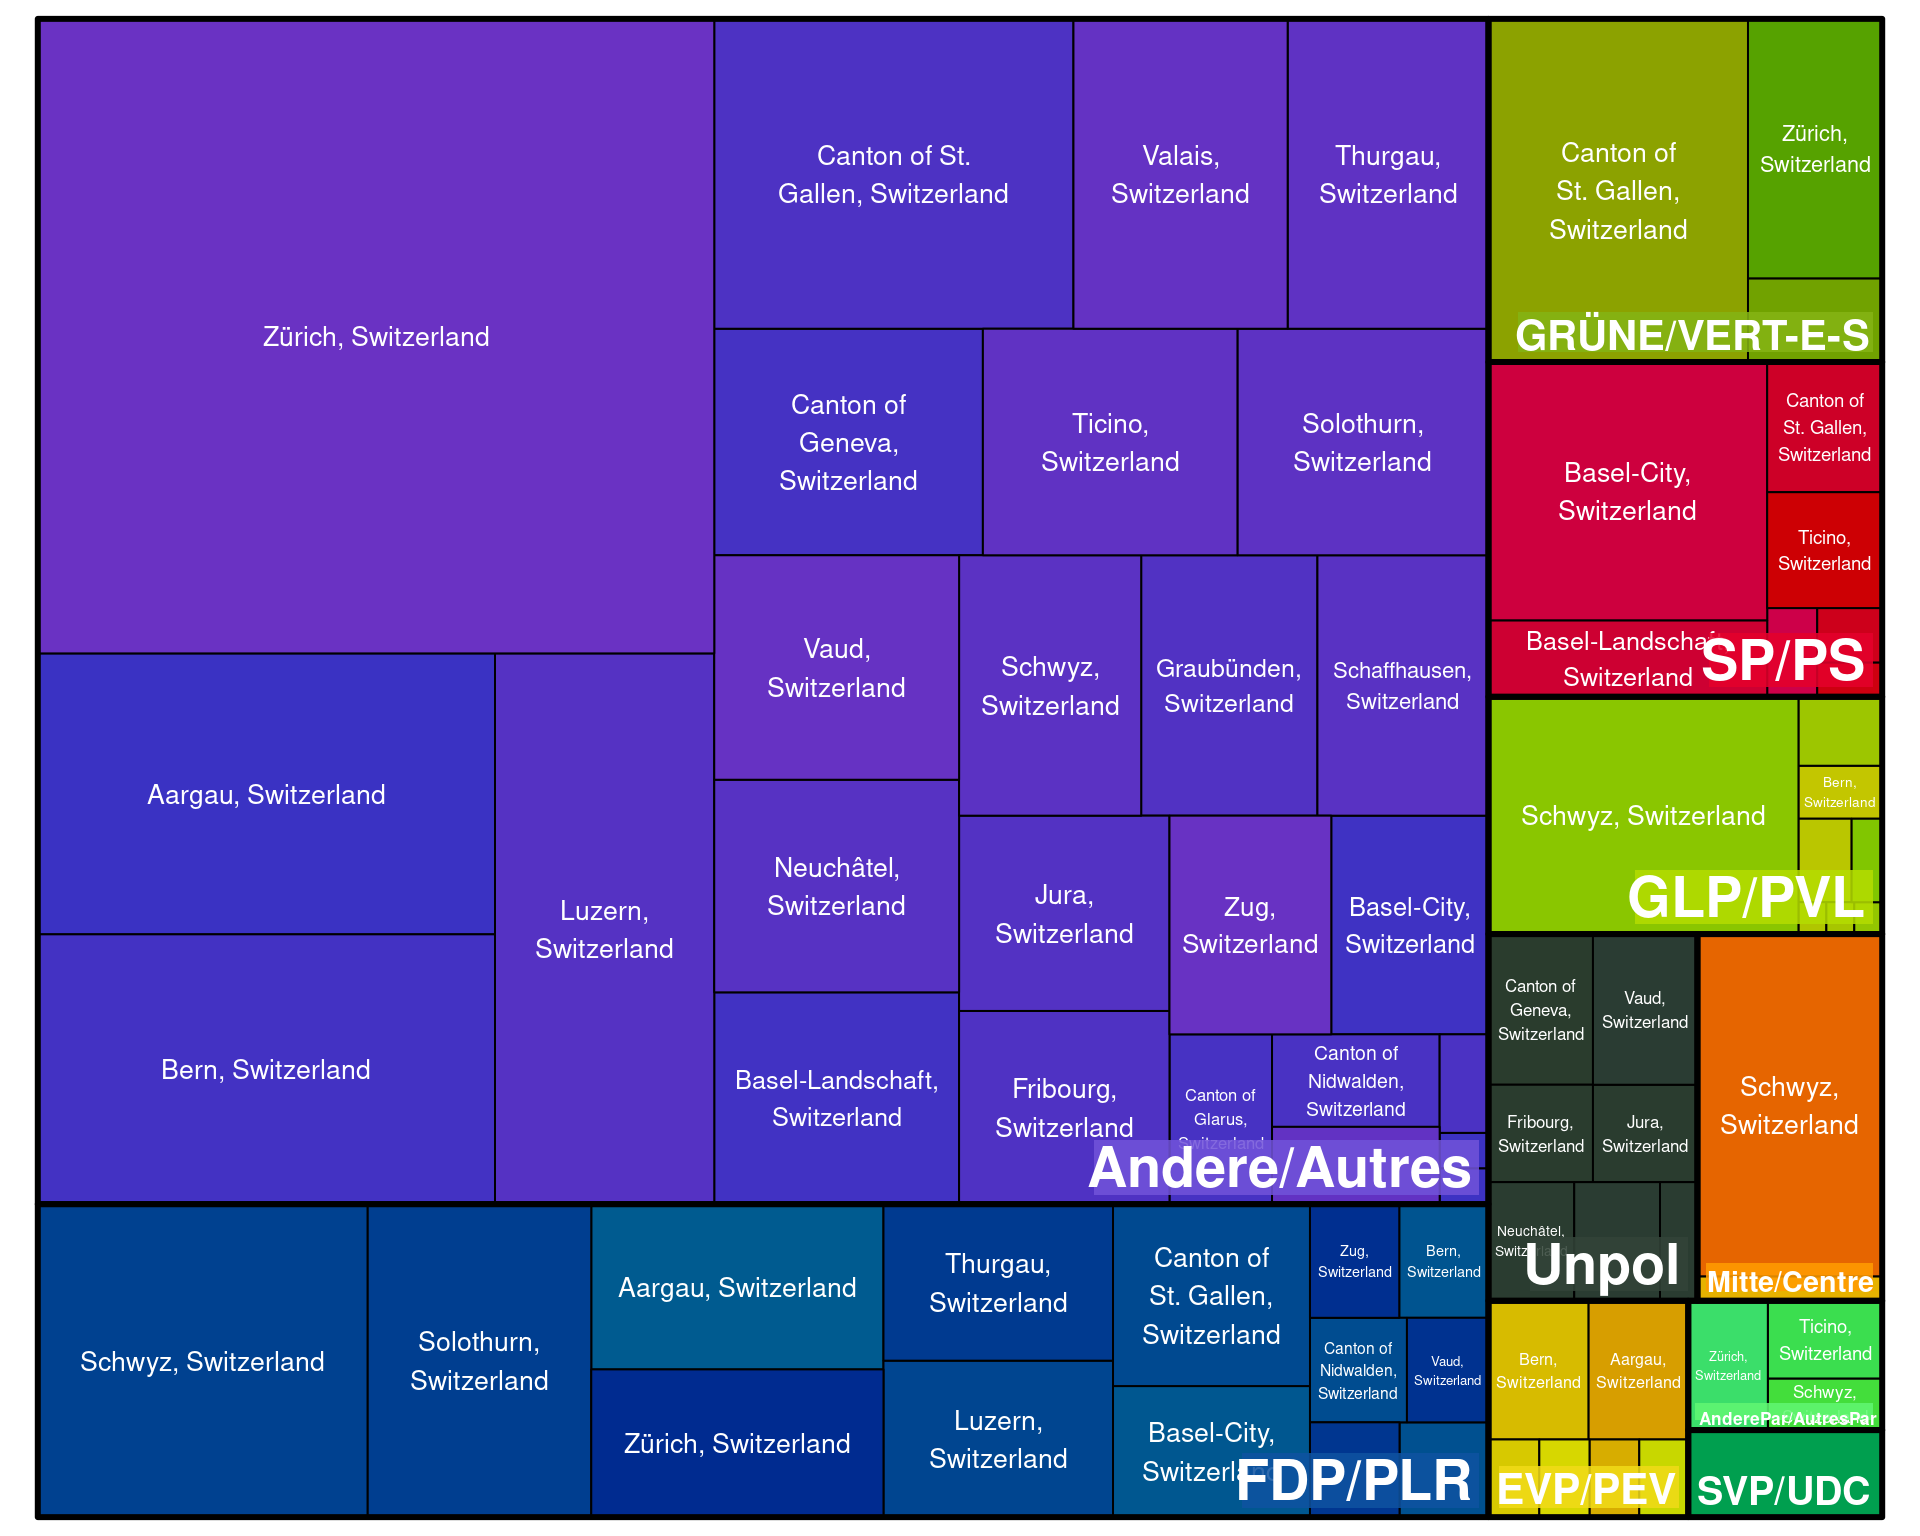 Zürich, Switzerland
Canton of St.
Gallen, Switzerland
Valais,
Switzerland
Thurgau,
Switzerland
Canton of
Geneva,
Switzerland
Ticino,
Switzerland
Solothurn,
Switzerland
Aargau, Switzerland
Bern, Switzerland
Luzern,
Switzerland
Vaud,
Switzerland
Schwyz,
Switzerland
Graubünden,
Switzerland
Schaffhausen,
Switzerland
Neuchâtel,
Switzerland
Jura,
Switzerland
Zug,
Switzerland
Basel-City,
Switzerland
Basel-Landschaft,
Switzerland
Fribourg,
Switzerland
Canton of
Glarus,
Switzerland
Canton of
Nidwalden,
Switzerland
Andere/Autres
Schwyz, Switzerland
Solothurn,
Switzerland
Aargau, Switzerland
Zürich, Switzerland
Thurgau,
Switzerland
Luzern,
Switzerland
Canton of
St. Gallen,
Switzerland
Basel-City,
Switzerland
Zug,
Switzerland
Bern,
Switzerland
Canton of
Nidwalden,
Switzerland
Vaud,
Switzerland
FDP/PLR
Canton of
St. Gallen,
Switzerland
Zürich,
Switzerland
GRÜNE/VERT-E-S
Basel-City,
Switzerland
Canton of
St. Gallen,
Switzerland
Ticino,
Switzerland
Basel-Landschaft,
Switzerland
SP/PS
Schwyz, Switzerland
Bern,
Switzerland
GLP/PVL
Canton of
Geneva,
Switzerland
Vaud,
Switzerland
Fribourg,
Switzerland
Jura,
Switzerland
Neuchâtel,
Switzerland
Unpol
Schwyz,
Switzerland
Mitte/Centre
Bern,
Switzerland
Aargau,
Switzerland
EVP/PEV
Zürich,
Switzerland
Ticino,
Switzerland
Schwyz,
AnderePar/AutresPar
SVP/UDC